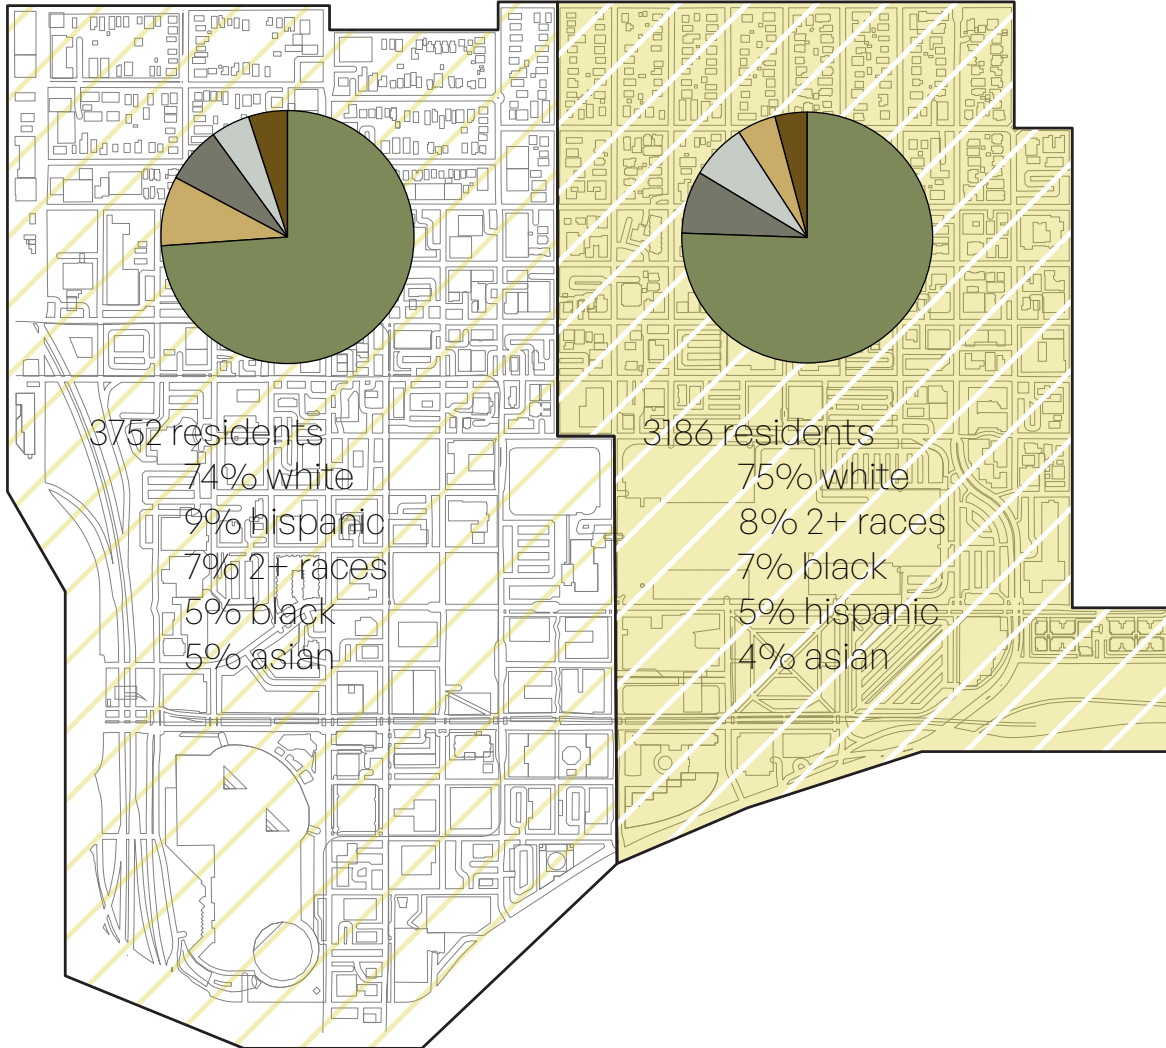 3752 residents
74% white
9% hispanic
7% 2+ races
5% black
5% asian
3186 residents
75% white
8% 2+ races
7% black
5% hispanic
4% asian